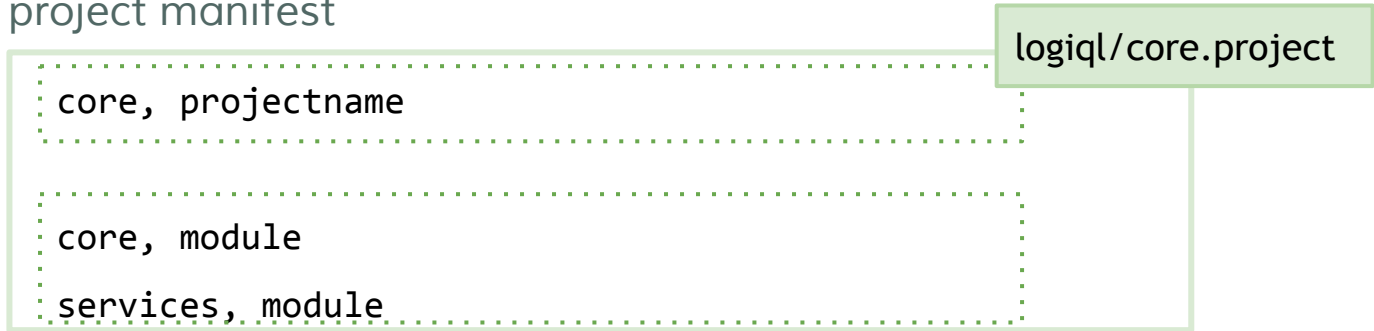 project manifest
logiql/core.project
core, projectname
core, module
services, module